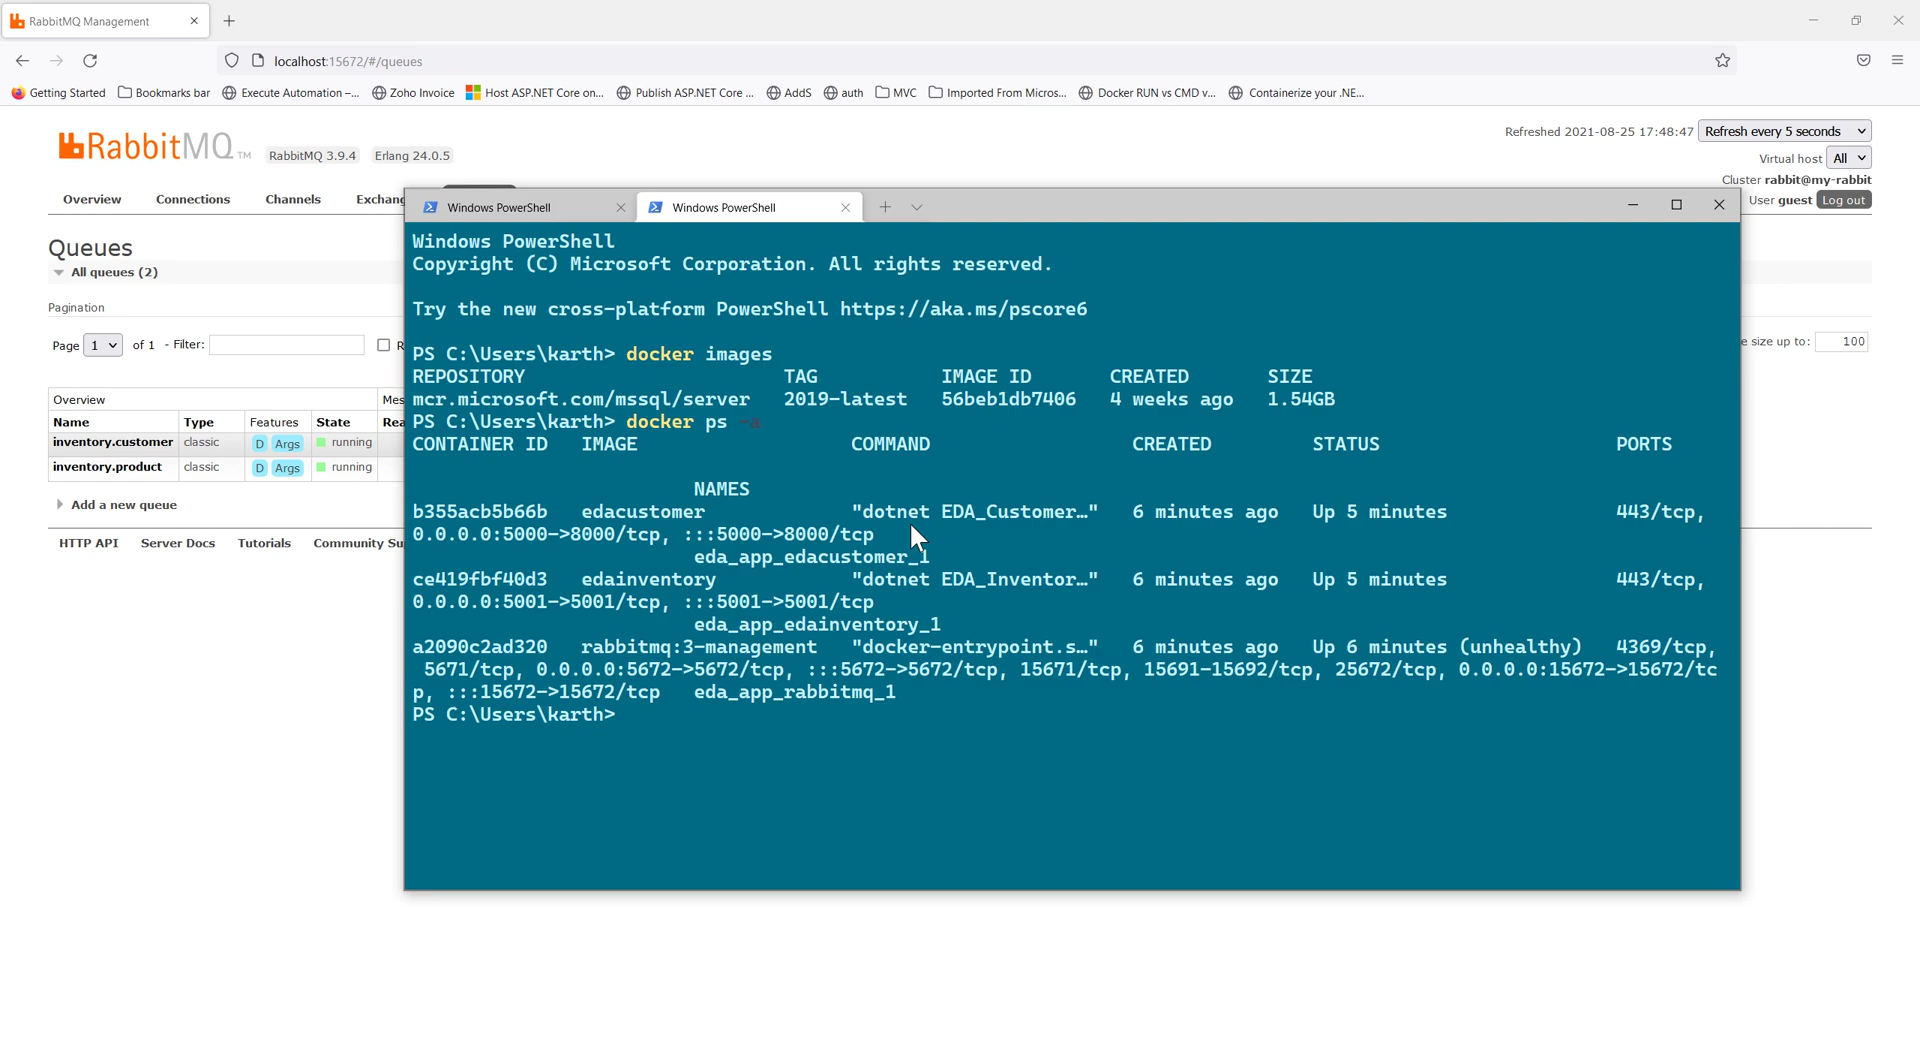 RabbitMQ Management
localhost:15672/#/queues
Getting Started
Bookmarks bar
Execute Automation –...
Zoho Invoice
Host ASP.NET Core on...
Publish ASP.NET Core ...
AddS
auth
MVC
Imported From Micros...
Docker RUN vs CMD v...
Containerize your .NE...
RabbitMQ TM
RabbitMQ 3.9.4
Erlang 24.0.5
Refreshed 2021-08-25 17:48:47
Refresh every 5 seconds
Virtual host All
Cluster rabbit@my-rabbit
User guest Log out
Overview
Connections
Channels
Exchang
Queues
All queues (2)
Pagination
Page 1 of 1 - Filter:
R
e size up to: 100
Overview
Mes
Name Type Features State Rea
inventory.customer classic D Args running
inventory.product classic D Args running
Add a new queue
HTTP API
Server Docs
Tutorials
Community Su
Windows PowerShell
Windows PowerShell
Windows PowerShell
Copyright (C) Microsoft Corporation. All rights reserved.
Try the new cross-platform PowerShell https://aka.ms/pscore6
PS C:\Users\karth> docker images
REPOSITORY TAG IMAGE ID CREATED SIZE
mcr.microsoft.com/mssql/server 2019-latest 56beb1db7406 4 weeks ago 1.54GB
PS C:\Users\karth> docker ps -a
CONTAINER ID IMAGE COMMAND CREATED STATUS PORTS
NAMES
b355acb5b66b edacustomer "dotnet EDA_Customer…" 6 minutes ago Up 5 minutes 443/tcp,
0.0.0.0:5000->8000/tcp, :::5000->8000/tcp
eda_app_edacustomer_1
ce419fbf40d3 edainventory "dotnet EDA_Inventor…" 6 minutes ago Up 5 minutes 443/tcp,
0.0.0.0:5001->5001/tcp, :::5001->5001/tcp
eda_app_edainventory_1
a2090c2ad320 rabbitmq:3-management "docker-entrypoint.s…" 6 minutes ago Up 6 minutes (unhealthy) 4369/tcp,
5671/tcp, 0.0.0.0:5672->5672/tcp, :::5672->5672/tcp, 15671/tcp, 15691-15692/tcp, 25672/tcp, 0.0.0.0:15672->15672/tc
p, :::15672->15672/tcp eda_app_rabbitmq_1
PS C:\Users\karth>